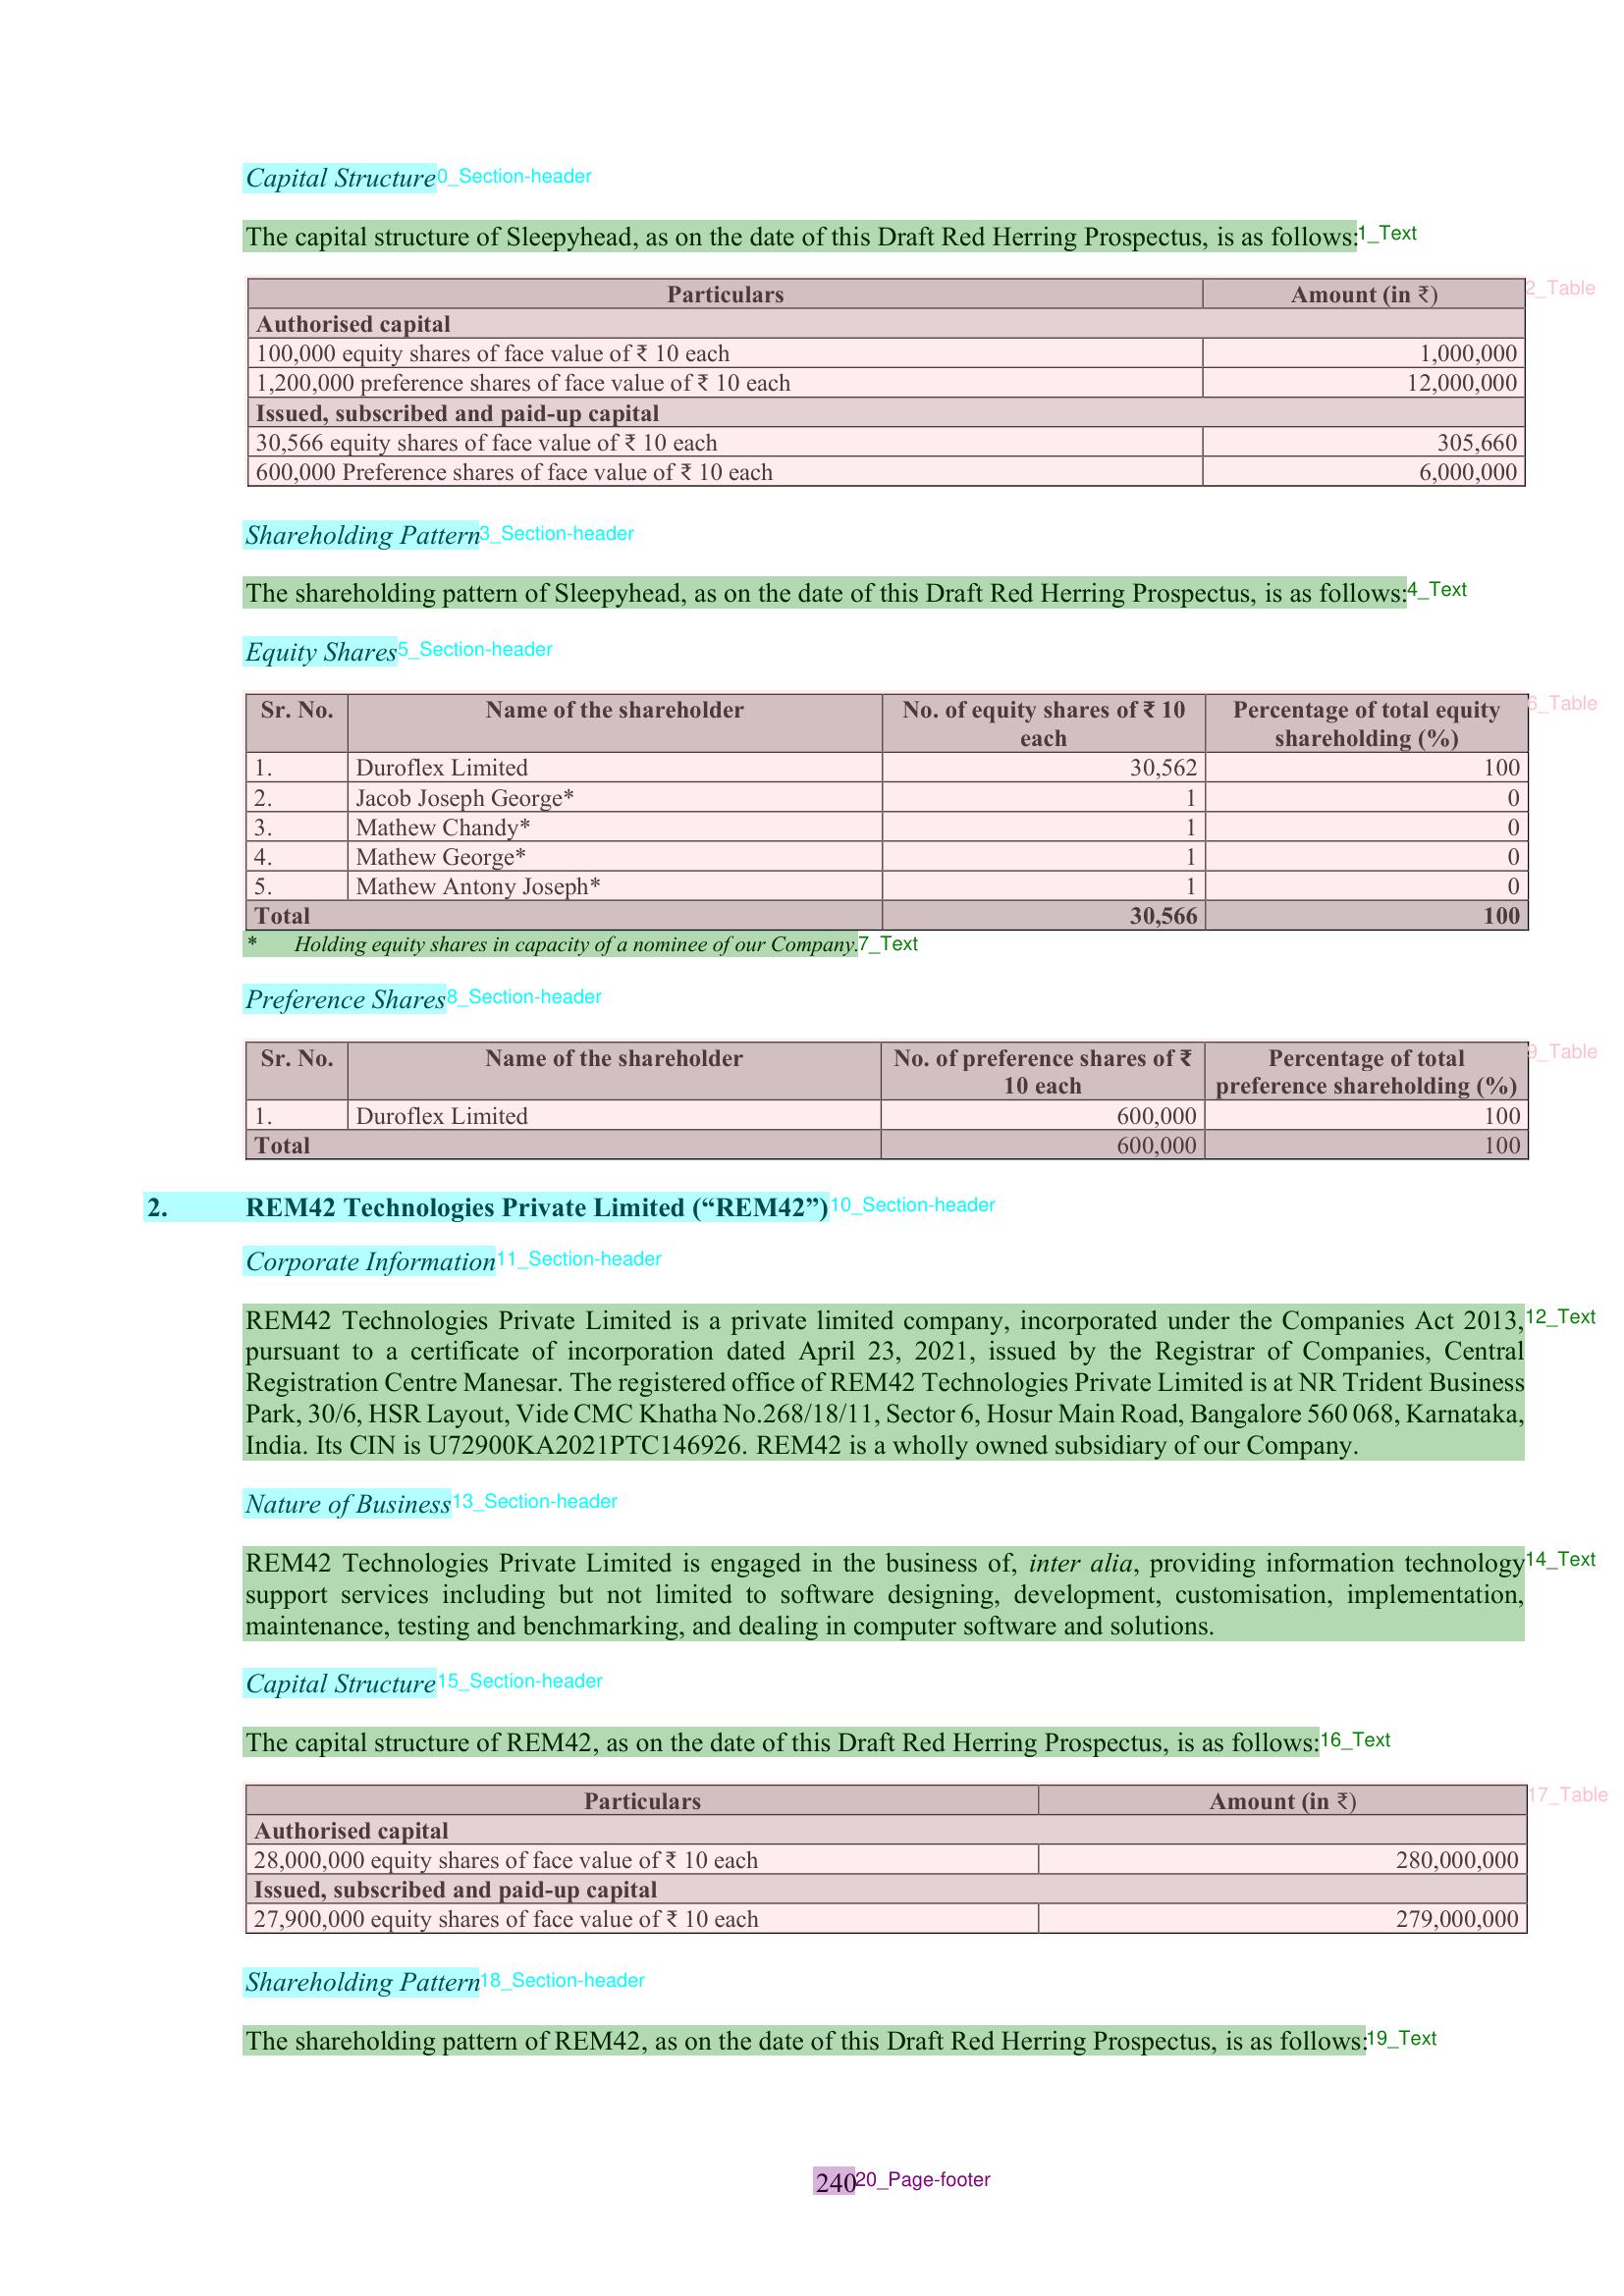 Capital Structure0_Section-header
The capital structure of Sleepyhead, as on the date of this Draft Red Herring Prospectus, is as follows:1_Text
2_Table
Particulars Amount (in ₹)
Authorised capital
100,000 equity shares of face value of ₹ 10 each 1,000,000
1,200,000 preference shares of face value of ₹ 10 each 12,000,000
Issued, subscribed and paid-up capital
30,566 equity shares of face value of ₹ 10 each 305,660
600,000 Preference shares of face value of ₹ 10 each 6,000,000
Shareholding Pattern3_Section-header
The shareholding pattern of Sleepyhead, as on the date of this Draft Red Herring Prospectus, is as follows:4_Text
Equity Shares5_Section-header
6_Table
Sr. No. Name of the shareholder No. of equity shares of ₹ 10 each Percentage of total equity shareholding (%)
1. Duroflex Limited 30,562 100
2. Jacob Joseph George* 1 0
3. Mathew Chandy* 1 0
4. Mathew George* 1 0
5. Mathew Antony Joseph* 1 0
Total 30,566 100
* Holding equity shares in capacity of a nominee of our Company.7_Text
Preference Shares8_Section-header
9_Table
Sr. No. Name of the shareholder No. of preference shares of ₹ 10 each Percentage of total preference shareholding (%)
1. Duroflex Limited 600,000 100
Total 600,000 100
2. REM42 Technologies Private Limited (“REM42”)10_Section-header
Corporate Information11_Section-header
REM42 Technologies Private Limited is a private limited company, incorporated under the Companies Act 2013,12_Text
pursuant to a certificate of incorporation dated April 23, 2021, issued by the Registrar of Companies, Central
Registration Centre Manesar. The registered office of REM42 Technologies Private Limited is at NR Trident Business
Park, 30/6, HSR Layout, Vide CMC Khatha No.268/18/11, Sector 6, Hosur Main Road, Bangalore 560 068, Karnataka,
India. Its CIN is U72900KA2021PTC146926. REM42 is a wholly owned subsidiary of our Company.
Nature of Business13_Section-header
REM42 Technologies Private Limited is engaged in the business of, inter alia, providing information technology14_Text
support services including but not limited to software designing, development, customisation, implementation,
maintenance, testing and benchmarking, and dealing in computer software and solutions.
Capital Structure15_Section-header
The capital structure of REM42, as on the date of this Draft Red Herring Prospectus, is as follows:16_Text
17_Table
Particulars Amount (in ₹)
Authorised capital
28,000,000 equity shares of face value of ₹ 10 each 280,000,000
Issued, subscribed and paid-up capital
27,900,000 equity shares of face value of ₹ 10 each 279,000,000
Shareholding Pattern18_Section-header
The shareholding pattern of REM42, as on the date of this Draft Red Herring Prospectus, is as follows:19_Text
240 20_Page-footer